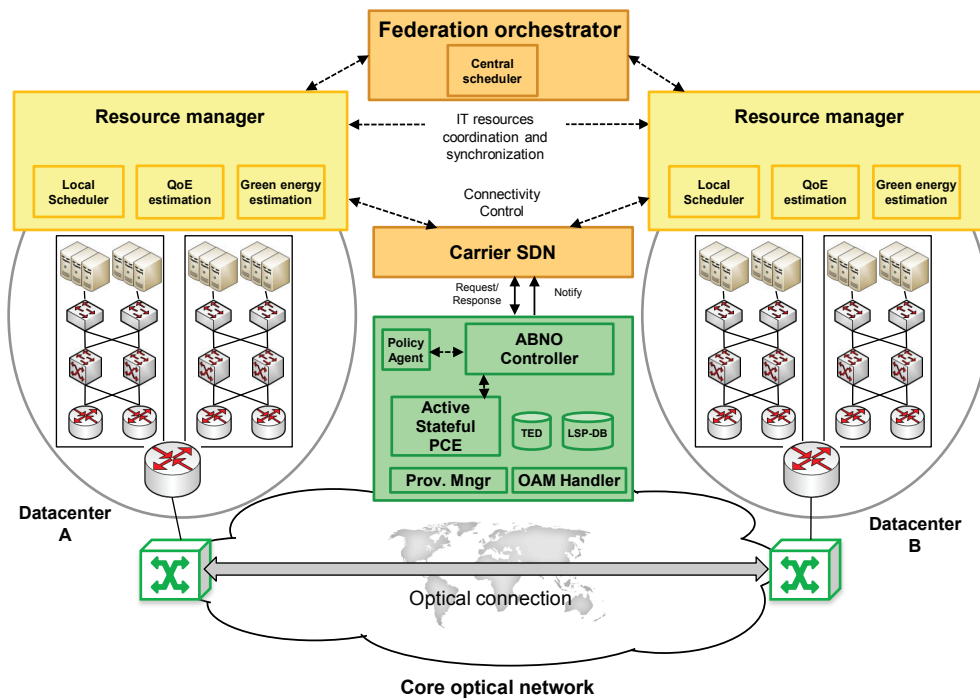 Federation orchestrator
Central
scheduler
Resource manager
Local
Scheduler
QoE
estimation
Green energy
estimation
IT resources
coordination and
synchronization
Resource manager
Local
Scheduler
QoE
estimation
Green energy
estimation
Connectivity
Control
Carrier SDN
Request/
Response
Notify
Policy
Agent
ABNO
Controller
Active
Stateful
PCE
TED
LSP-DB
Prov. Mngr
OAM Handler
Datacenter
A
Datacenter
B
Optical connection
Core optical network